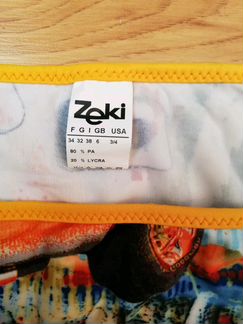 Zeki
F G I GB USA
34 32 38 6 3/4
80 % PA
20 % LYCRA